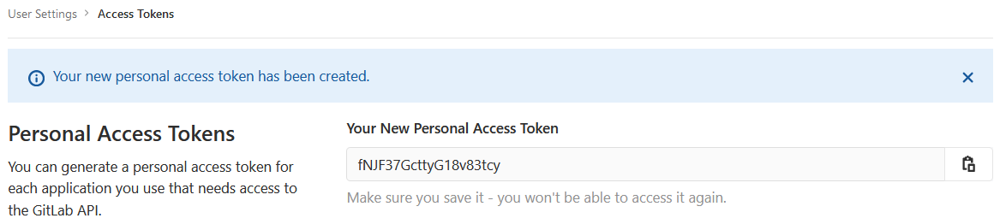 User Settings > Access Tokens
Your new personal access token has been created.
Personal Access Tokens
You can generate a personal access token for
each application you use that needs access to
the GitLab API.
Your New Personal Access Token
fNJF37GcttyG18v83tcy
Make sure you save it - you won't be able to access it again.